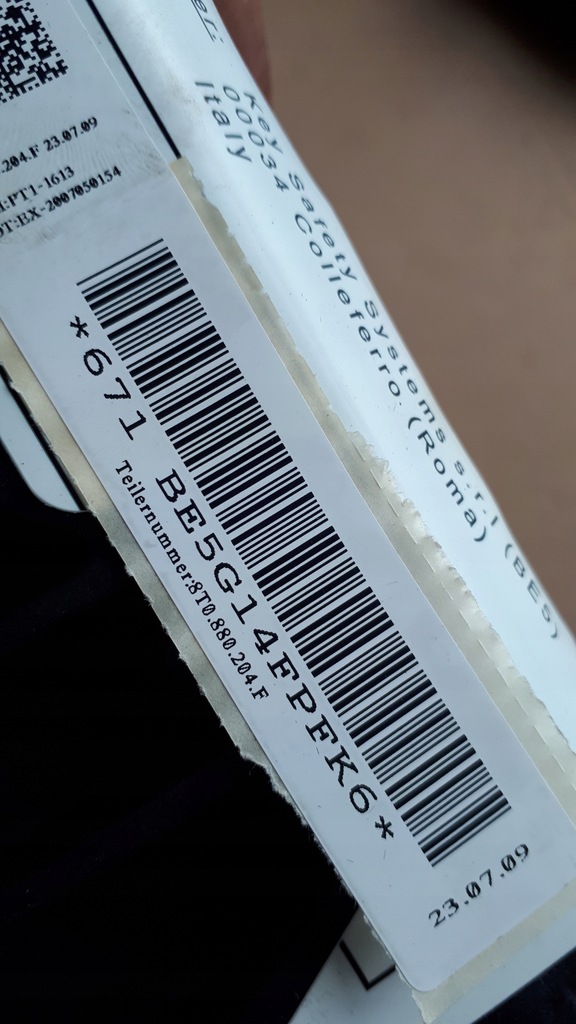 Key Safety Systems s.r.l (BE5)
00034 Colleferro (Roma)
Italy
204.F 23.07.09
:PT1-1613
:EX-2007050154
*671 BE5G14FPFK6*
Teilernummer:8T0.880.204.F
23.07.09